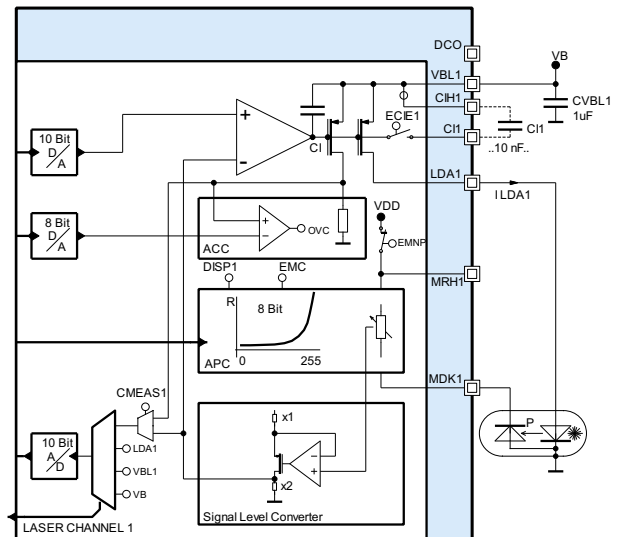 DCO
VB
VBL1
CIH1
CVBL1
1uF
ECIE1
10 Bit
D/A
+
-
CI
CI1
CI1
..10 nF..
LDA1
I LDA1
8 Bit
D/A
+
-
OVC
ACC
VDD
EMNP
DISP1
EMC
MRH1
R
8 Bit
0
255
APC
CMEAS1
MDK1
P
x1
-
+
x2
10 Bit
A/D
LDA1
VBL1
VB
Signal Level Converter
LASER CHANNEL 1